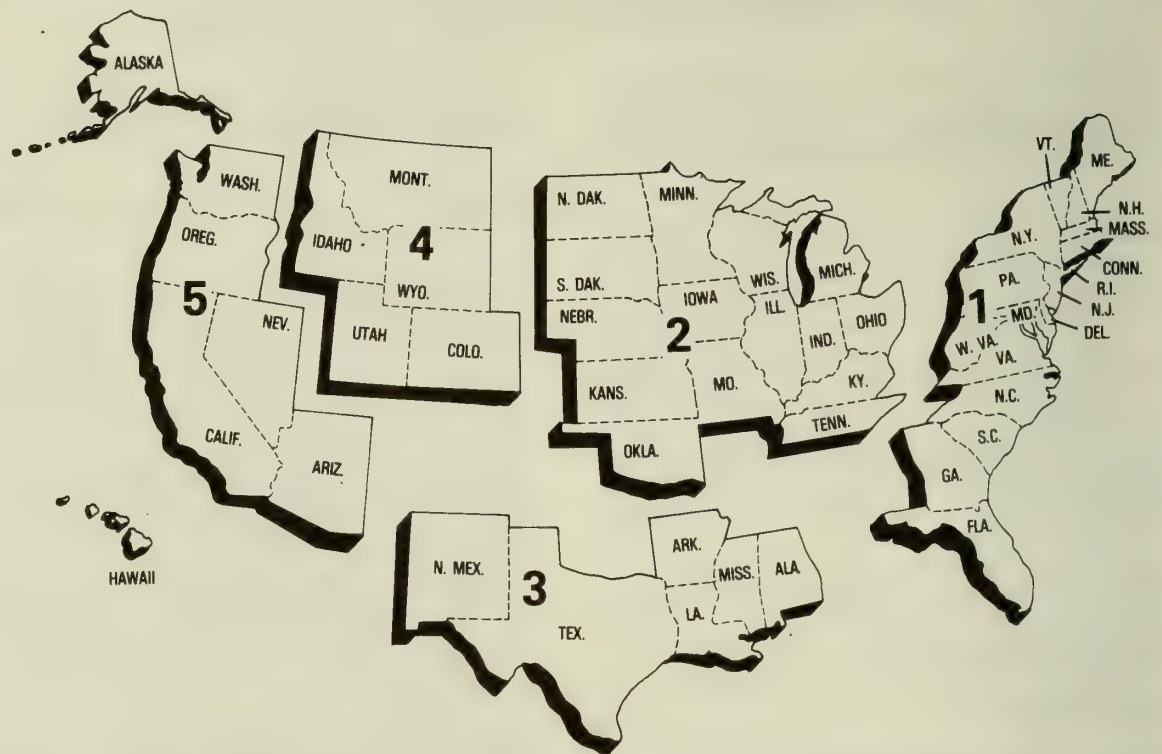 ALASKA
WASH.
OREG.
5
NEV.
CALIF.
ARIZ.
HAWAII
MONT.
IDAHO
4
WYO.
UTAH
COLO.
N. DAK.
MINN.
S. DAK.
WIS.
MICH.
NEBR.
IOWA
2
ILL.
IND.
OHIO
KANS.
MO.
KY.
TENN.
OKLA.
N. MEX.
3
TEX.
ARK.
LA.
MISS.
ALA.
VT.
ME.
N.H.
MASS.
N.Y.
CONN.
R.I.
PA.
N.J.
1
MD.
DEL.
W. VA.
VA.
N.C.
S.C.
GA.
FLA.